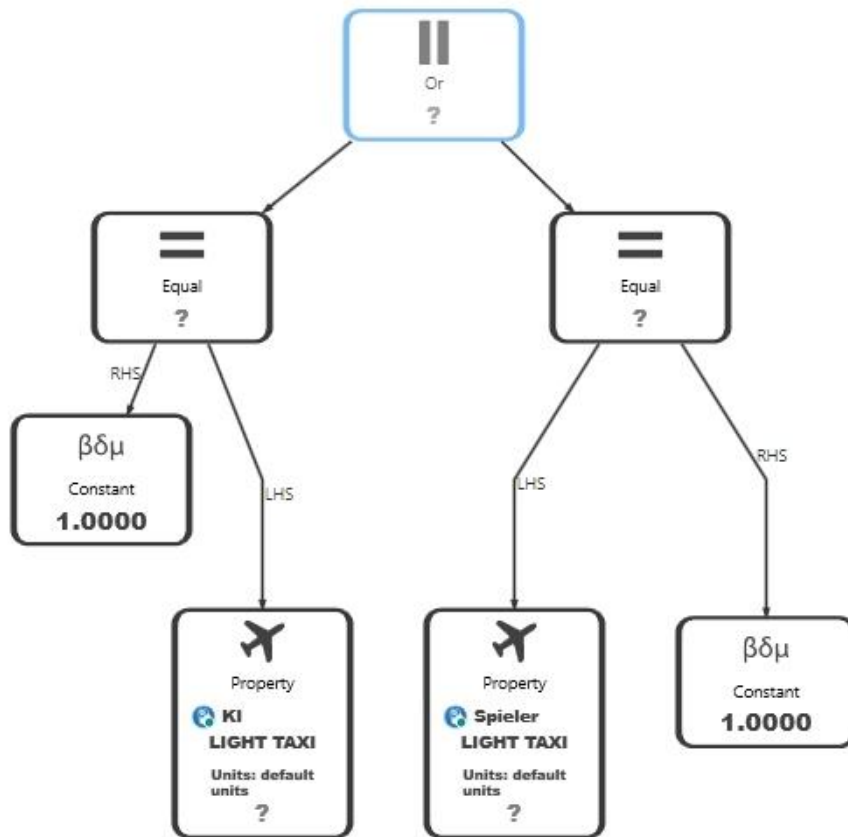 Or
?
Equal
?
Equal
?
RHS
βδμ
Constant
1.0000
LHS
LHS
RHS
Property
KI
LIGHT TAXI
Units: default
units
?
Property
Spieler
LIGHT TAXI
Units: default
units
?
βδμ
Constant
1.0000